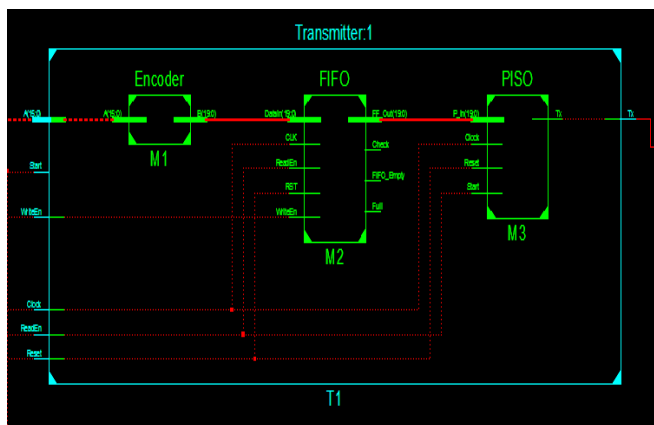 Transmitter:1
Encoder FIFO PISO
A(15:0) A(15:0) B(19:0) DataIn(19:0) FF_Out(19:0) P_In(19:0) Tx Tx
CLK Check Clock
Start ReadEn FIFO_Empty Reset
RST Start
WriteEn WriteEn Full
M1 M2 M3
Clock
ReadEn
Reset
T1